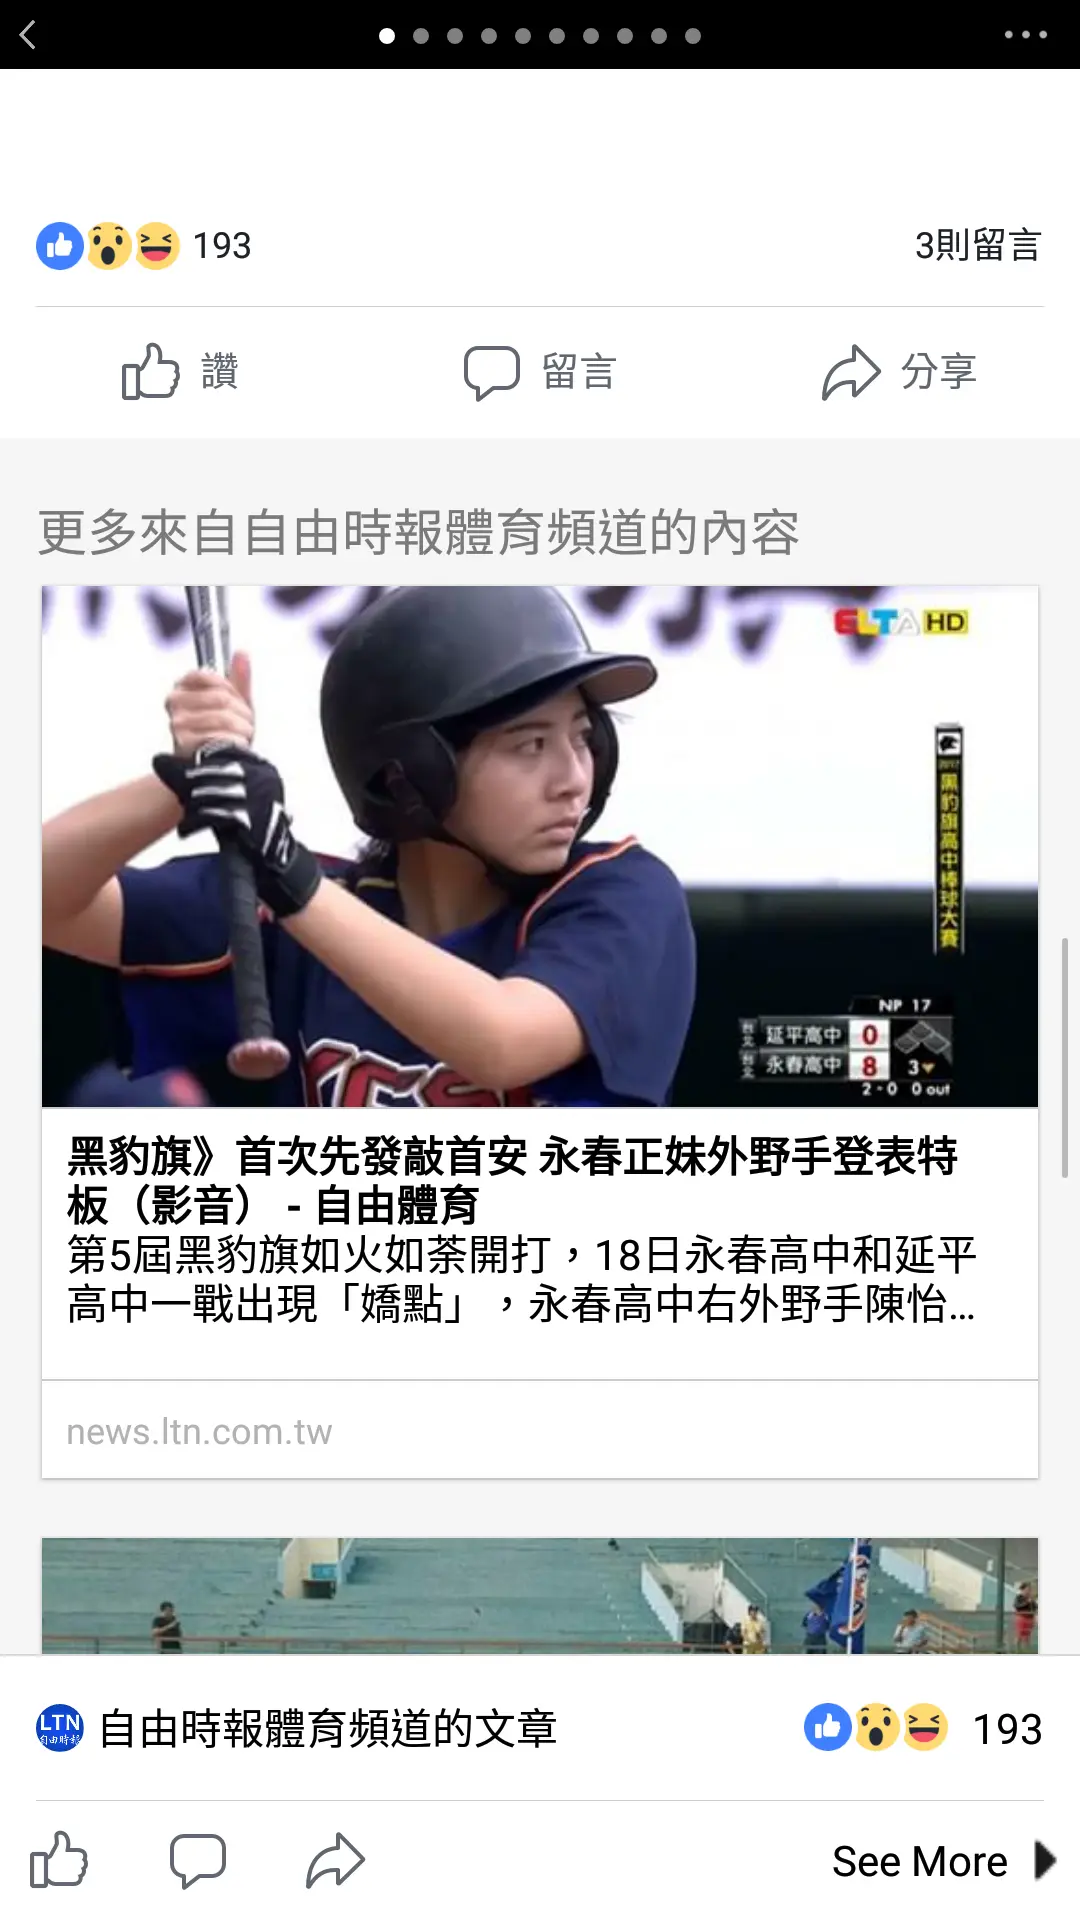 193
3則留言
讚
留言
分享
更多來自自由時報體育頻道的內容
ELTA HD
2017
黑豹旗高中棒球大賽
NP 17
台北 延平高中 0
台北 永春高中 8
3
2 - 0 0 out
黑豹旗》首次先發敲首安 永春正妹外野手登表特
板（影音） - 自由體育
第5屆黑豹旗如火如荼開打，18日永春高中和延平
高中一戰出現「嬌點」，永春高中右外野手陳怡...
news.ltn.com.tw
LTN
自由時報
自由時報體育頻道的文章
193
See More